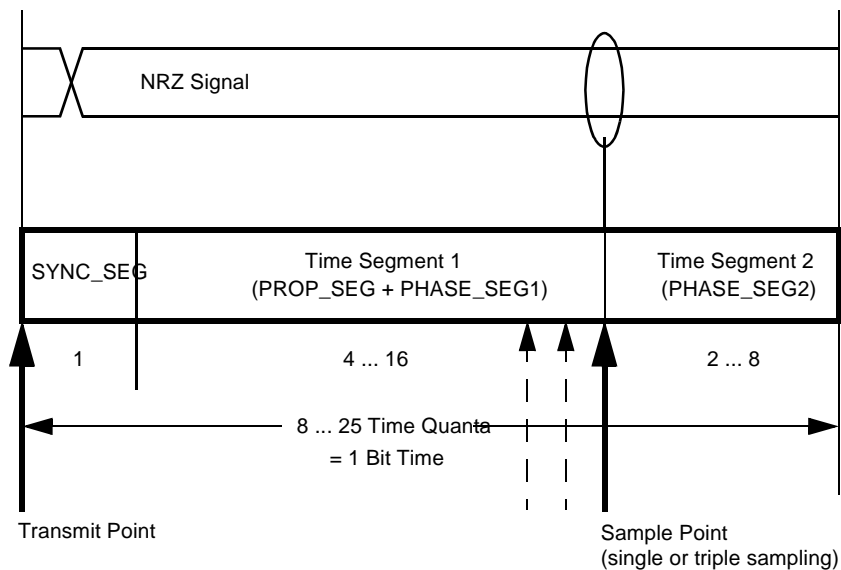 NRZ Signal
SYNC_SEG
Time Segment 1
(PROP_SEG + PHASE_SEG1)
Time Segment 2
(PHASE_SEG2)
1
4 ... 16
2 ... 8
8 ... 25 Time Quanta
= 1 Bit Time
Transmit Point
Sample Point
(single or triple sampling)